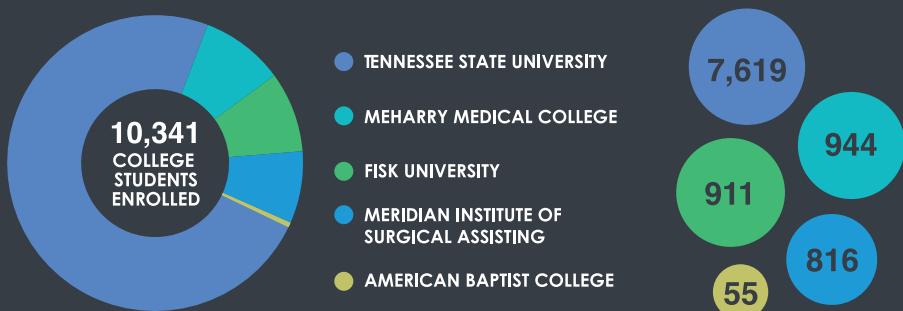 10,341
COLLEGE
STUDENTS
ENROLLED
TENNESSEE STATE UNIVERSITY
MEHARRY MEDICAL COLLEGE
FISK UNIVERSITY
MERIDIAN INSTITUTE OF
SURGICAL ASSISTING
AMERICAN BAPTIST COLLEGE
7,619
944
911
816
55